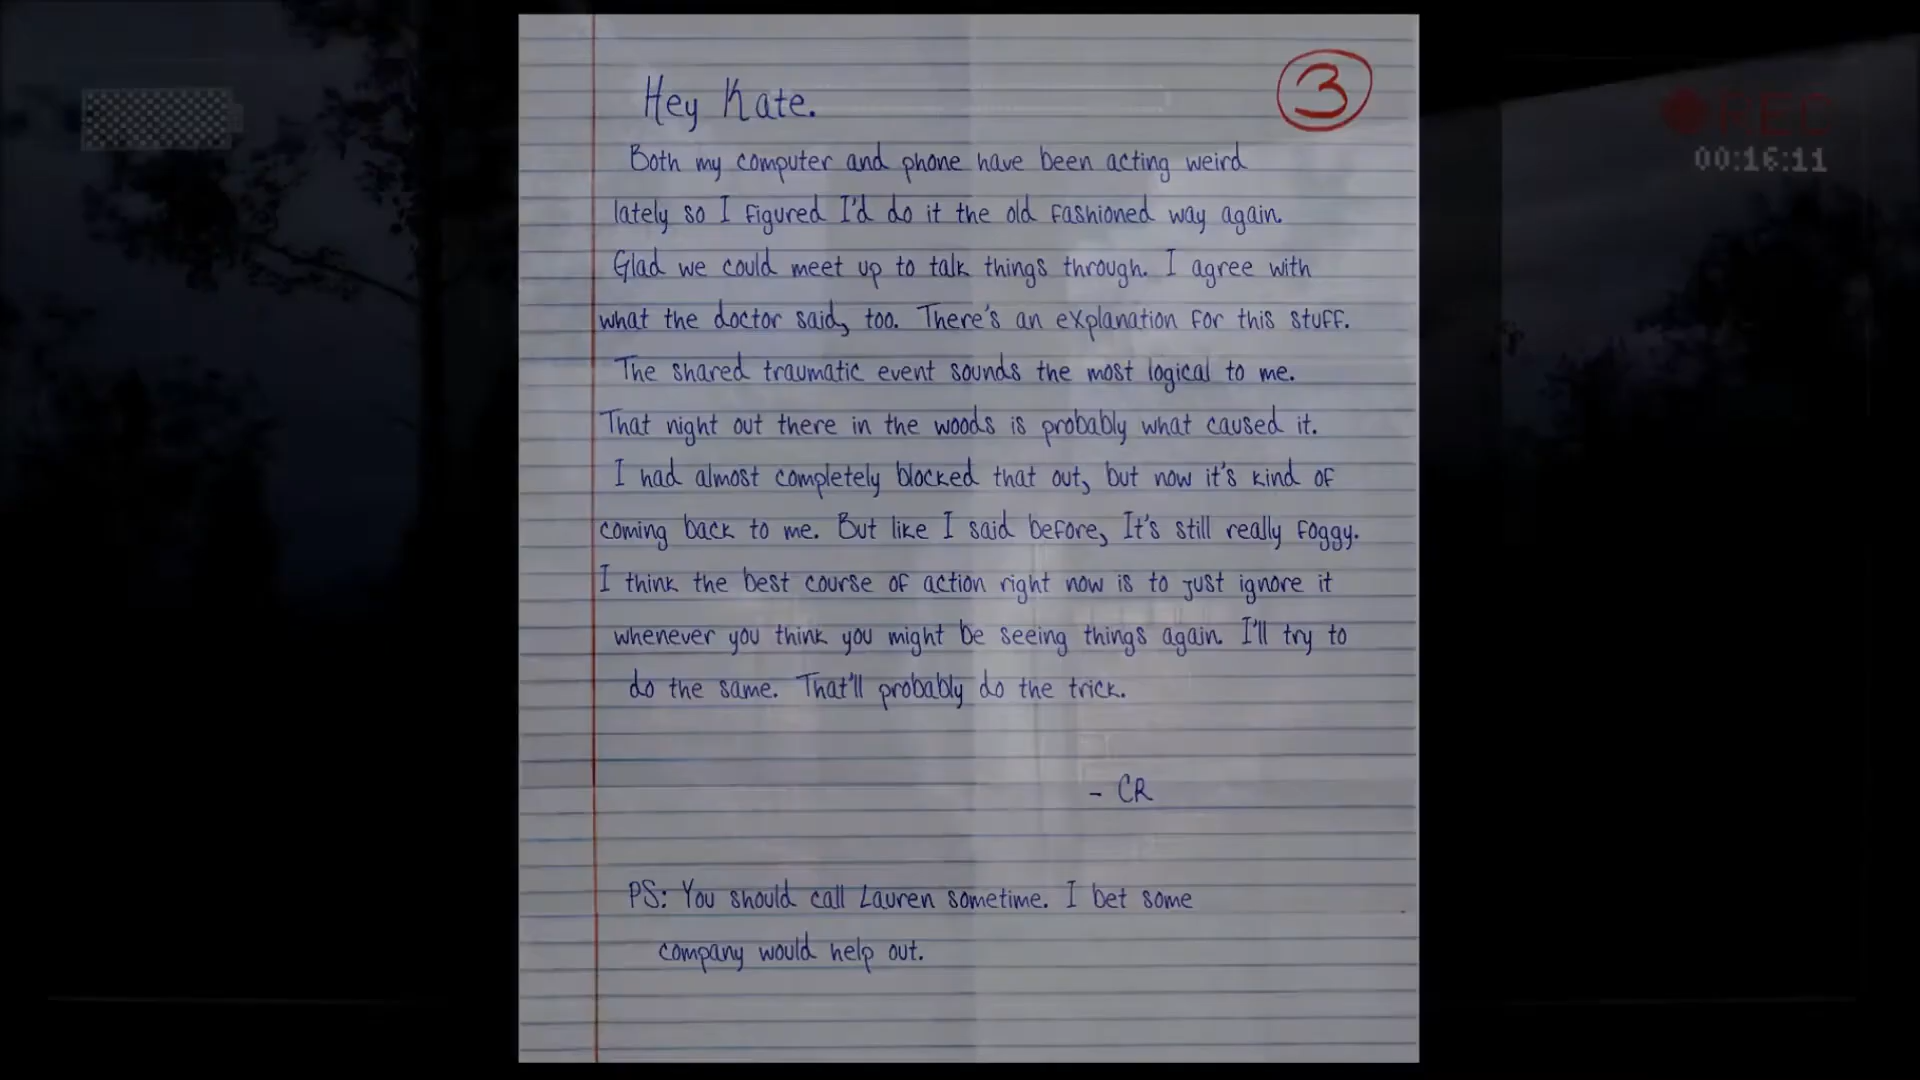 Hey Kate.
3
Both my computer and phone have been acting weird
lately so I figured I'd do it the old fashioned way again.
Glad we could meet up to talk things through. I agree with
what the doctor said, too. There's an explanation for this stuff.
The shared traumatic event sounds the most logical to me.
That night out there in the woods is probably what caused it.
I had almost completely blocked that out, but now it's kind of
coming back to me. But like I said before, It's still really foggy.
I think the best course of action right now is to just ignore it
whenever you think you might be seeing things again. I'll try to
do the same. That'll probably do the trick.
- CR
PS: You should call Lauren sometime. I bet some
company would help out.
REC
00:16:11